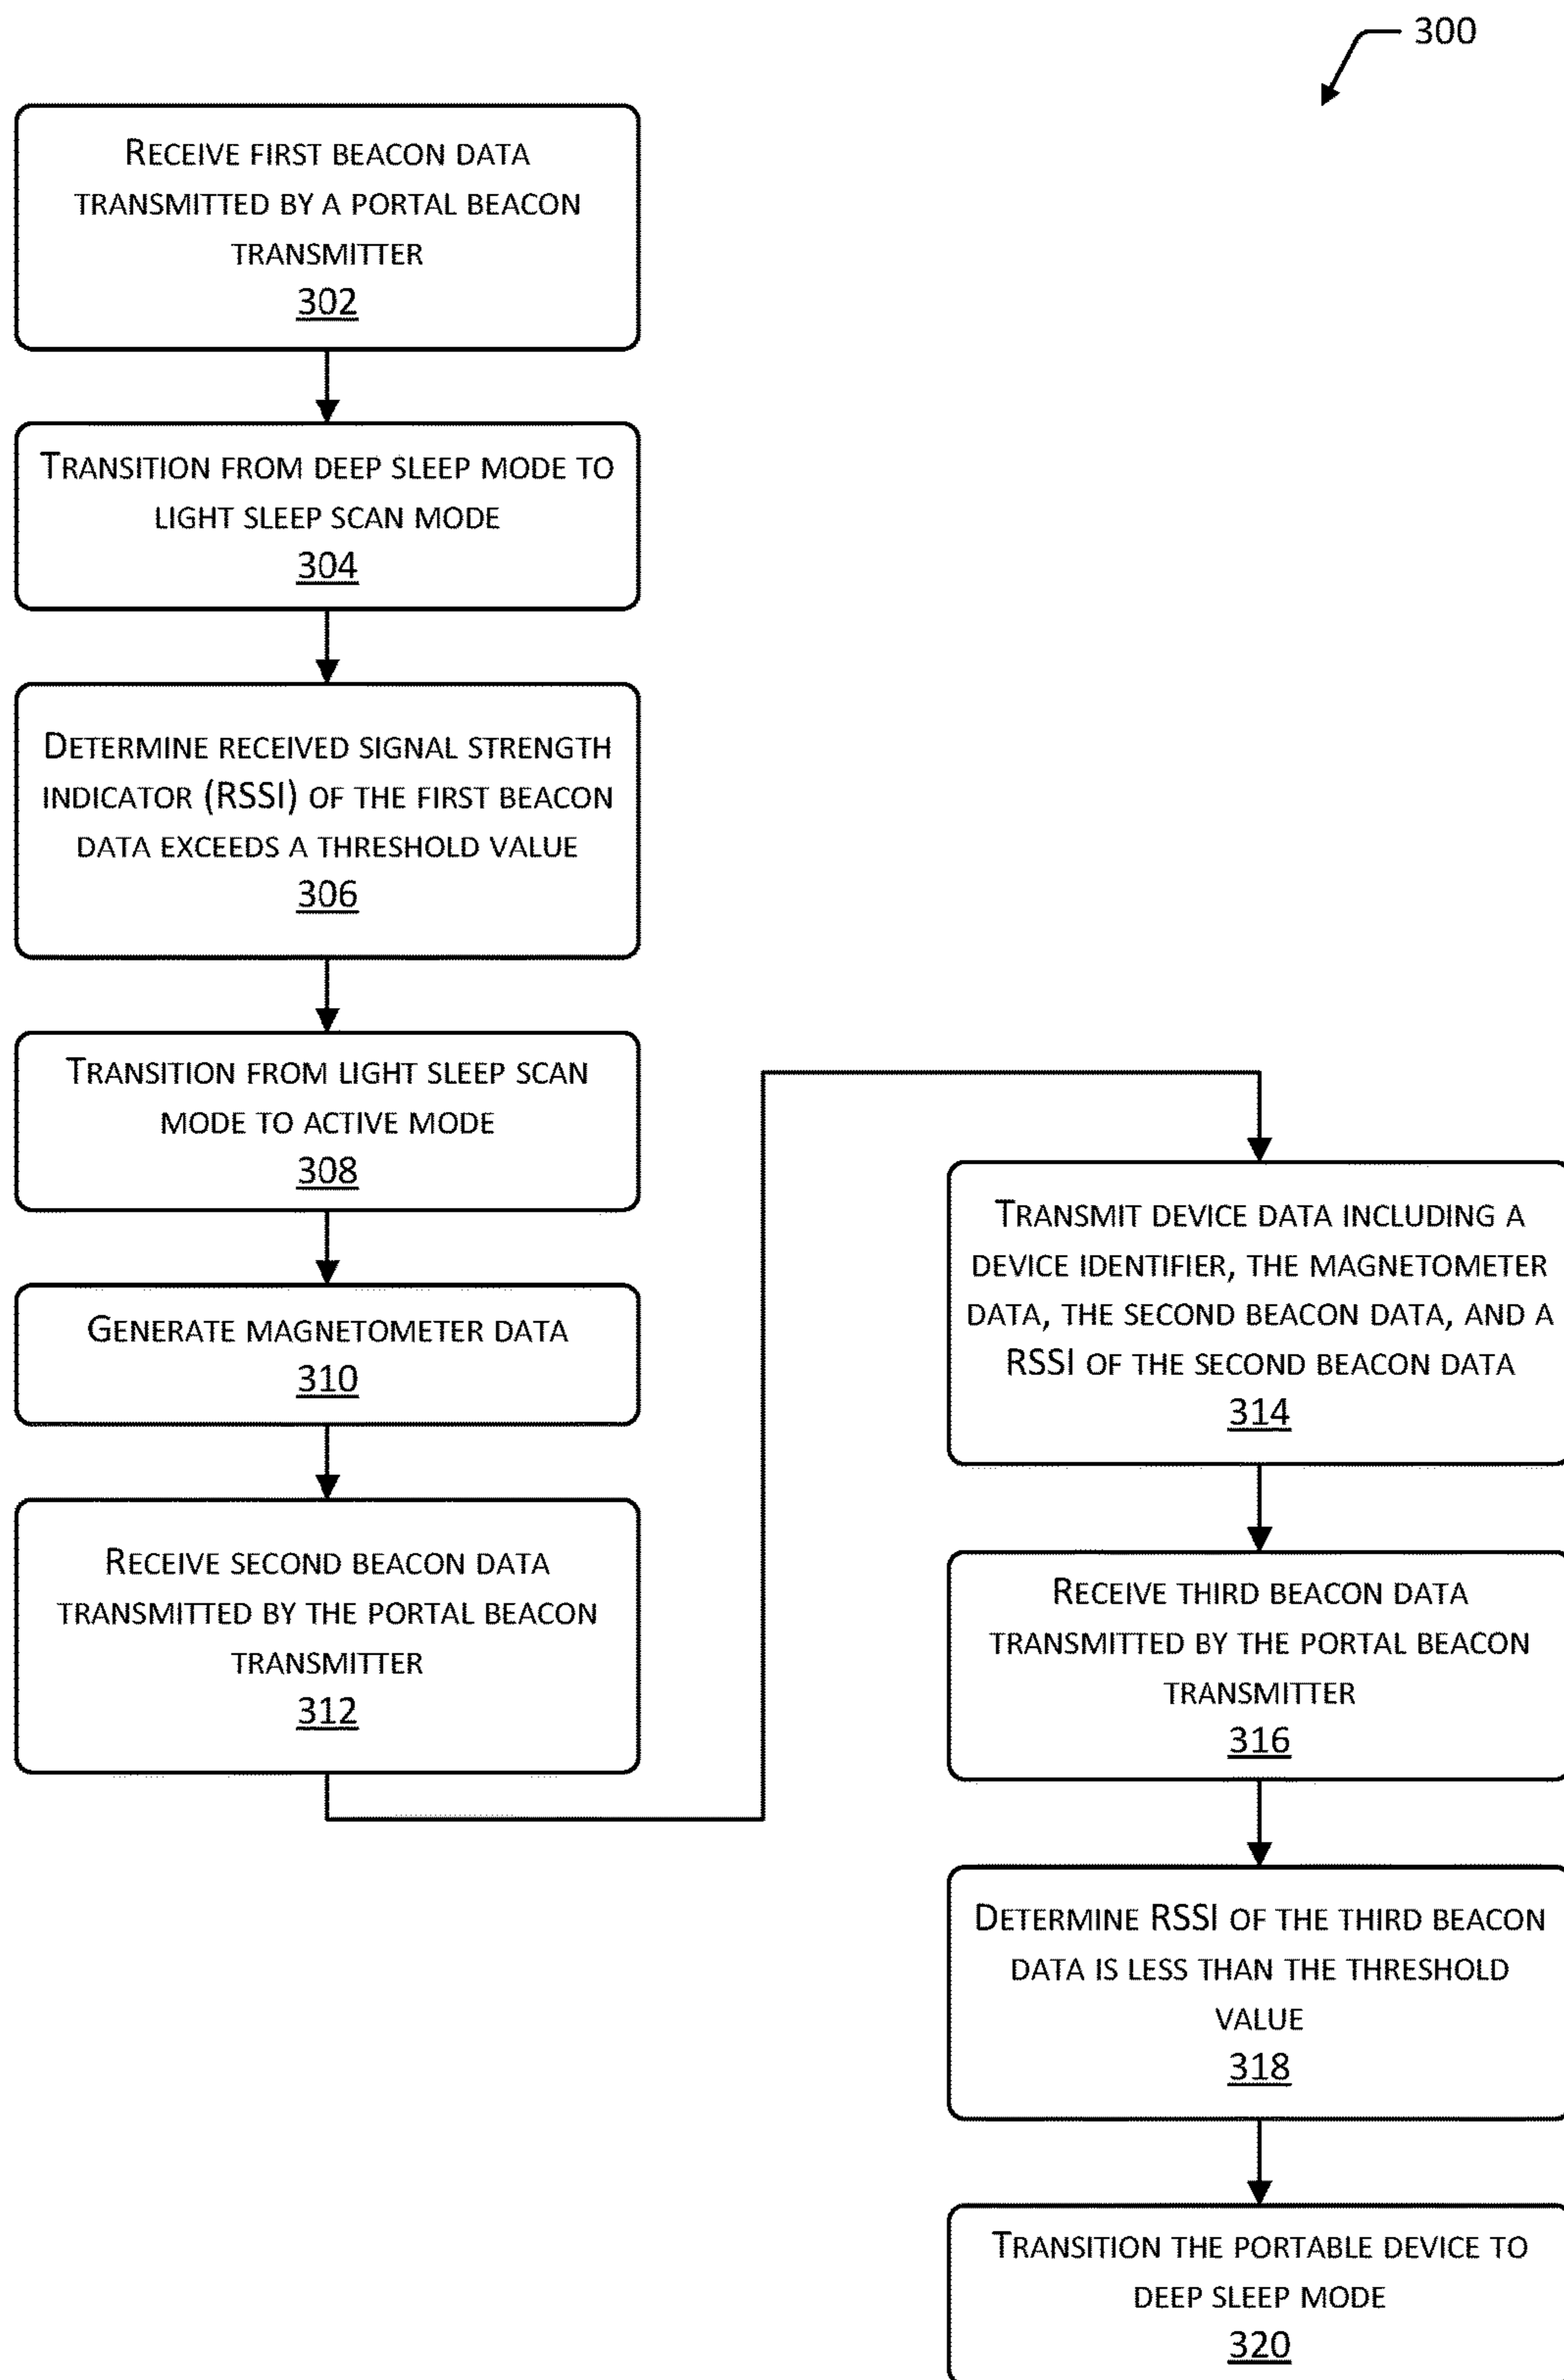 300
RECEIVE FIRST BEACON DATA
TRANSMITTED BY A PORTAL BEACON
TRANSMITTER
302
TRANSITION FROM DEEP SLEEP MODE TO
LIGHT SLEEP SCAN MODE
304
DETERMINE RECEIVED SIGNAL STRENGTH
INDICATOR (RSSI) OF THE FIRST BEACON
DATA EXCEEDS A THRESHOLD VALUE
306
TRANSITION FROM LIGHT SLEEP SCAN
MODE TO ACTIVE MODE
308
GENERATE MAGNETOMETER DATA
310
RECEIVE SECOND BEACON DATA
TRANSMITTED BY THE PORTAL BEACON
TRANSMITTER
312
TRANSMIT DEVICE DATA INCLUDING A
DEVICE IDENTIFIER, THE MAGNETOMETER
DATA, THE SECOND BEACON DATA, AND A
RSSI OF THE SECOND BEACON DATA
314
RECEIVE THIRD BEACON DATA
TRANSMITTED BY THE PORTAL BEACON
TRANSMITTER
316
DETERMINE RSSI OF THE THIRD BEACON
DATA IS LESS THAN THE THRESHOLD
VALUE
318
TRANSITION THE PORTABLE DEVICE TO
DEEP SLEEP MODE
320